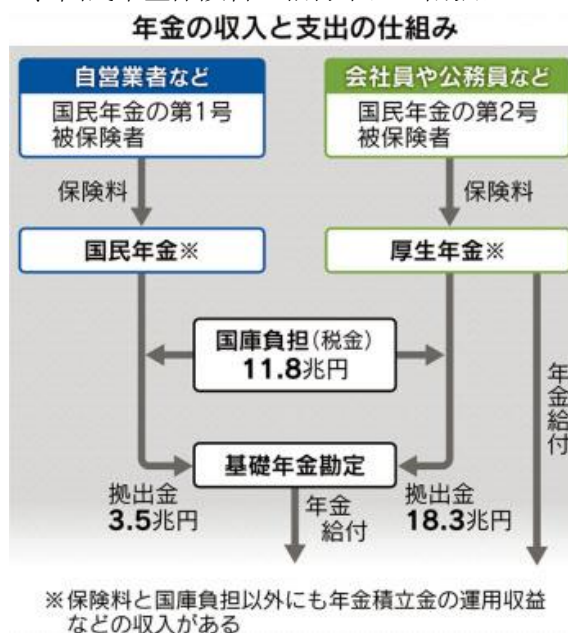 年金の収入と支出の仕組み
自営業者など
国民年金の第1号
被保険者
会社員や公務員など
国民年金の第2号
被保険者
保険料
保険料
国民年金※
厚生年金※
国庫負担(税金)
11.8兆円
年金給付
基礎年金勘定
拠出金
3.5兆円
年金
給付
拠出金
18.3兆円
※保険料と国庫負担以外にも年金積立金の運用収益
などの収入がある